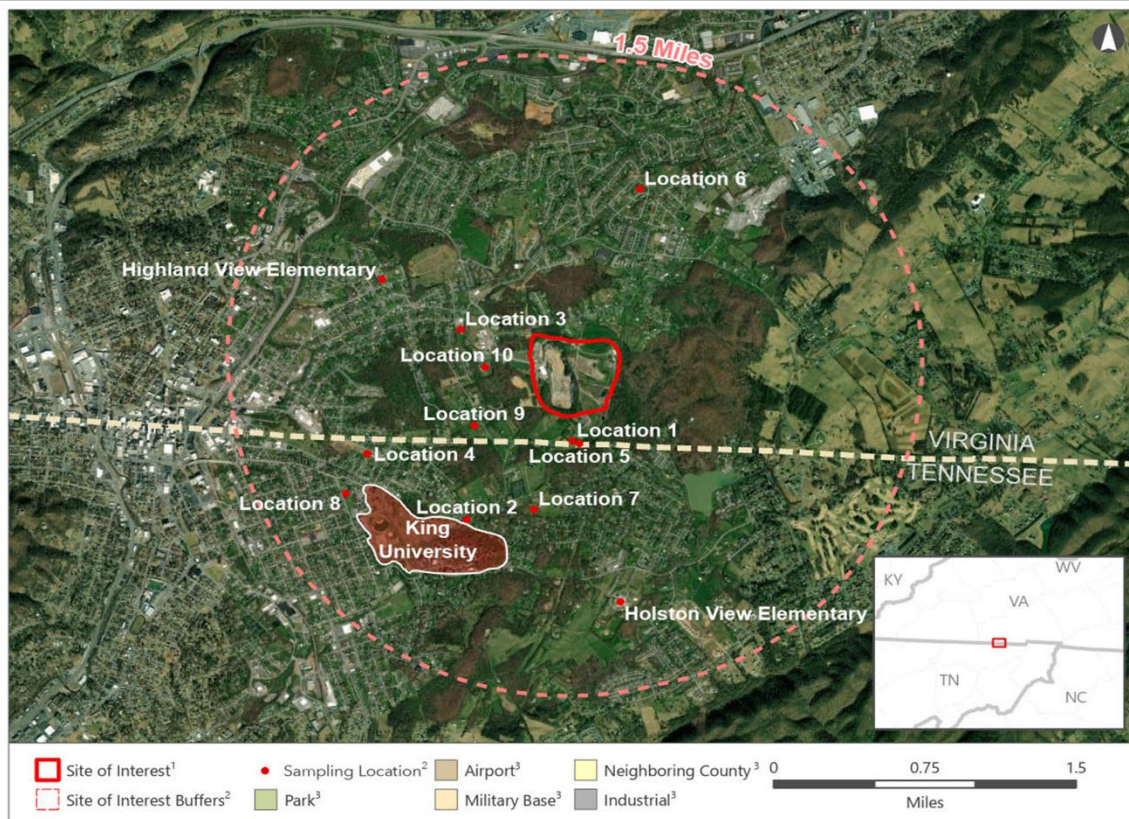 1.5 Miles
Location 6
Highland View Elementary
Location 3
Location 10
Location 9
Location 1
VIRGINIA
Location 4
Location 5
TENNESSEE
Location 8
Location 2
Location 7
King
University
Holston View Elementary
KY
WV
VA
TN
NC
Site of Interest¹
Sampling Location²
Airport³
Neighboring County³
0 0.75 1.5
Site of Interest Buffers²
Park³
Military Base³
Industrial³
Miles